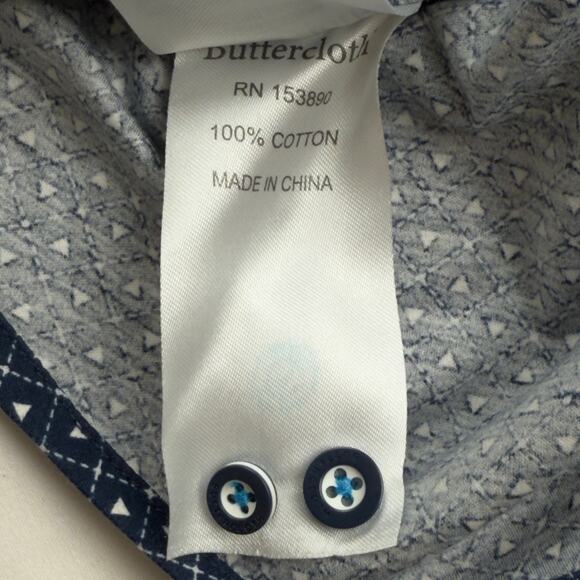 Buttercloth
RN 153890
100% COTTON
MADE IN CHINA